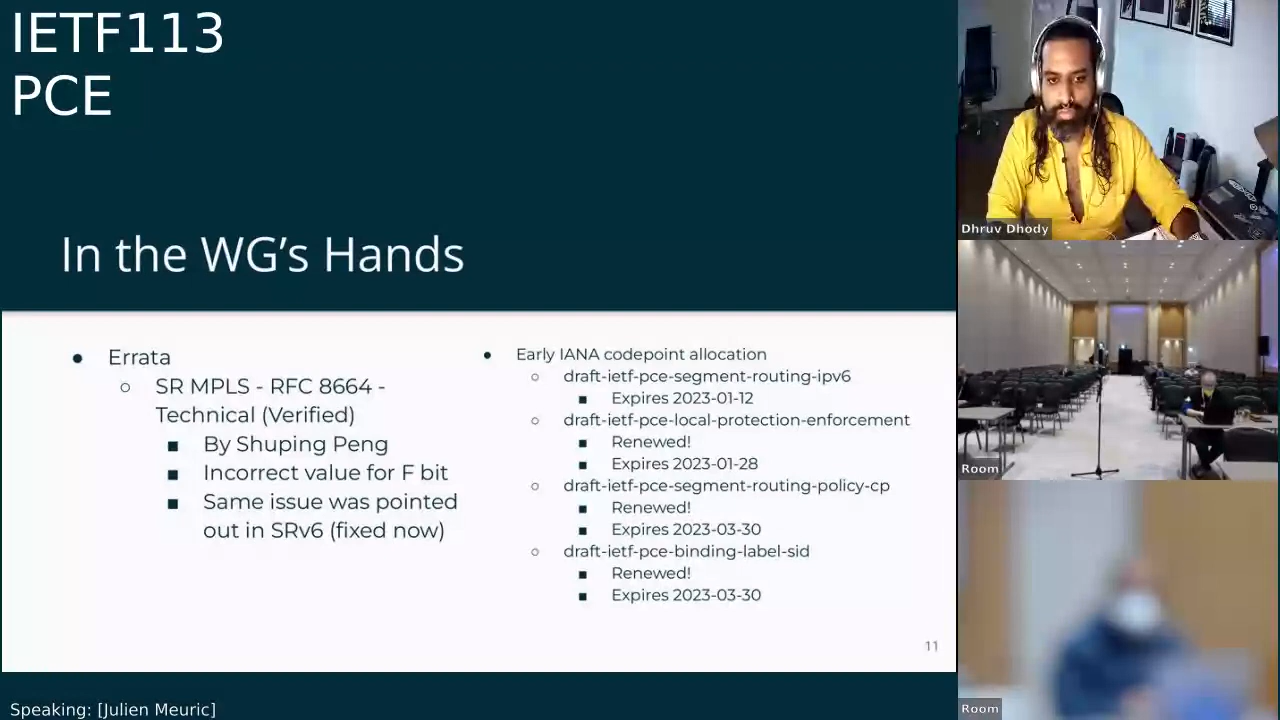 IETF113
PCE
In the WG's Hands
● Errata
○ SR MPLS - RFC 8664 -
Technical (Verified)
■ By Shuping Peng
■ Incorrect value for F bit
■ Same issue was pointed
out in SRv6 (fixed now)
● Early IANA codepoint allocation
○ draft-ietf-pce-segment-routing-ipv6
■ Expires 2023-01-12
○ draft-ietf-pce-local-protection-enforcement
■ Renewed!
■ Expires 2023-01-28
○ draft-ietf-pce-segment-routing-policy-cp
■ Renewed!
■ Expires 2023-03-30
○ draft-ietf-pce-binding-label-sid
■ Renewed!
■ Expires 2023-03-30
11
Speaking: [Julien Meuric]
Dhruv Dhody
Room
Room